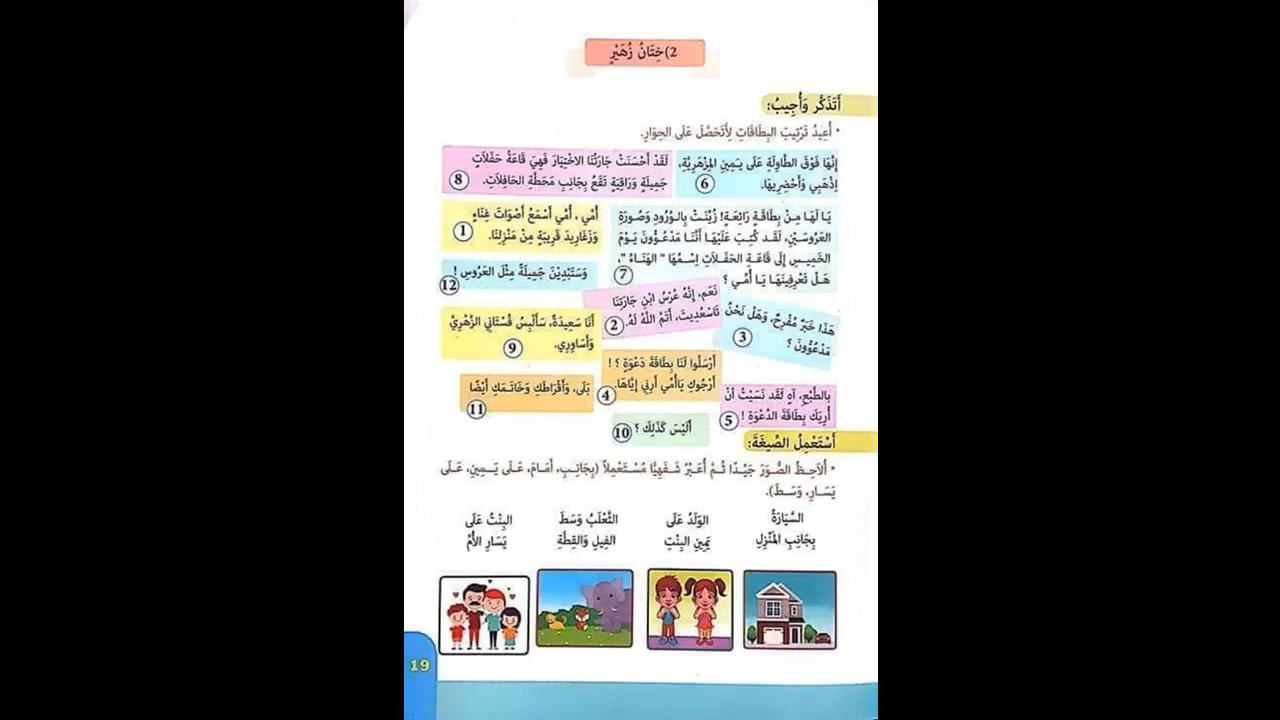 2) خِتَانُ زُهَيْرٍ
أَتَذَكَّر وَأُجِيبُ:
• أُعِيدُ تَرْتِيبَ البِطَاقَاتِ لِأَتَحَصَّلَ عَلَى الحِوَارِ.
إِنَّهَا فَوْقَ الطَّاوِلَةِ عَلَى يَمِينِ المِزْهَرِيَّةِ،
اِذْهَبِي وَأَحْضِرِيهَا.
6
لَقَدْ أَحْسَنَتْ جَارَتُنَا الاخْتِيَارَ فَهِيَ قَاعَةُ حَفَلَاتٍ
جَمِيلَةٍ وَرَاقِيَةٍ تَقَعُ بِجَانِبِ مَحَطَّةِ الحَافِلَاتِ.
8
يَا لَهَا مِنْ بِطَاقَةٍ رَائِعَةٍ! زُيِّنَتْ بِالوُرُودِ وَصُورَةِ
العَرُوسَيْنِ، لَقَد كُتِبَ عَلَيْهَا أَنَّنَا مَدْعُوُّونَ يَوْمَ
الخَمِيسِ إِلَى قَاعَةِ الحَفَلَاتِ اِسْمُهَا " الهَنَاءُ "،
هَلْ تَعْرِفِينَهَا يَا أُمِّي ؟
7
أُمِّي ، أُمِّي أَسْمَعُ أَصْوَاتَ غِنَاءٍ
وَزَغَارِيدَ قَرِيبَةٍ مِنْ مَنْزِلِنَا.
1
وَسَتَبْدِيْنَ جَمِيلَةً مِثْلَ العَرُوسِ !
12
نَعَم، إِنَّهُ عُرْسُ ابْنِ جَارَتِنَا
تَاسَعْدِيتَ، أَتَمَّ اللَّهُ لَهُ.
2
هَذَا خَبَرٌ مُفْرِحٌ، وَهَلْ نَحْنُ
مَدْعُوُّونَ ؟
3
أَنَا سَعِيدَةٌ، سَأَلْبِسُ فُسْتَانِي الزَّهْرِيَّ
وَأَسَاوِرِي.
9
أَرْسَلُوا لَنَا بِطَاقَةَ دَعْوَةٍ ؟ !
أَرْجُوكِ يَاأُمِّي أَرِنِي إِيَّاهَا.
4
بِالطَّبْعِ، آهٍ لَقَد نَسَيْتُ أَنْ
أُرِيَكِ بِطَاقَةَ الدَّعْوَةِ !
5
بَلَى، وَأَقْرَاطَكِ وَخَاتَمَكِ أَيْضًا
11
أَلَيْسَ كَذَلِكَ ؟
10
أَسْتَعْمِلُ الصِّيغَةَ:
• أُلَاحِظُ الصُّوَرَ جَيِّدًا ثُمَّ أُعَبِّرُ شَفَهِيًّا مُسْتَعْمِلاً (بِجَانِبِ، أَمَامَ، عَلَى يَمِينِ، عَلَى
يَسَارِ، وَسَطَ).
السَّيَارَةُ
بِجَانِبِ المَنْزِلِ
الوَلَدُ عَلَى
يَمِينِ البِنْتِ
الثَّعْلَبُ وَسَطَ
الفِيلِ وَالقِطَّةِ
البِنْتُ عَلَى
يَسَارِ الأُمِّ
19